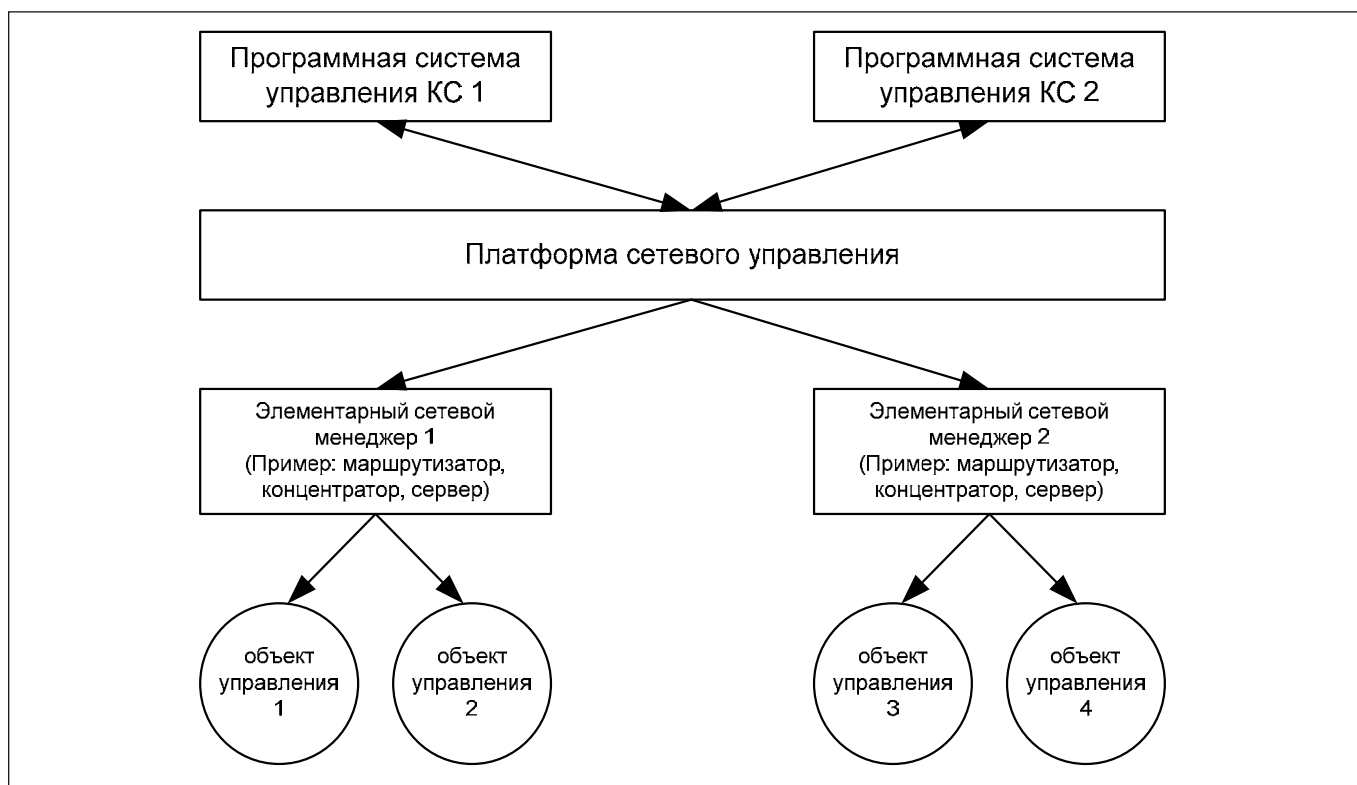 Программная система
управления КС 1
Программная система
управления КС 2
Платформа сетевого управления
Элементарный сетевой
менеджер 1
(Пример: маршрутизатор,
концентратор, сервер)
Элементарный сетевой
менеджер 2
(Пример: маршрутизатор,
концентратор, сервер)
объект
управления
1
объект
управления
2
объект
управления
3
объект
управления
4